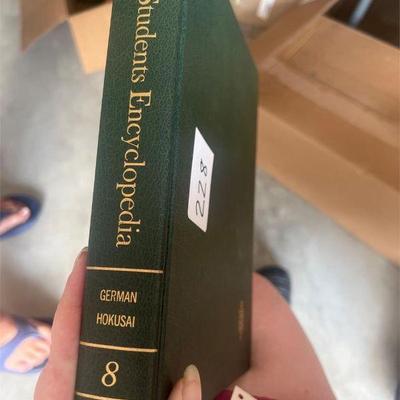 Students Encyclopedia
GERMAN
HOKUSAI
8
228